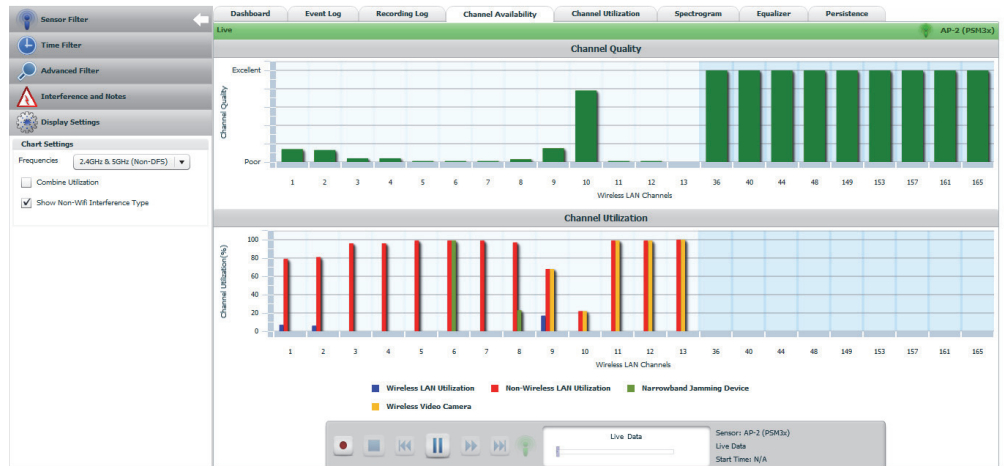 Sensor Filter
Dashboard Event Log Recording Log Channel Availability Channel Utilization Spectrogram Equalizer Persistence
Live AP-2 (PSM3x)
Time Filter
Advanced Filter
Interference and Notes
Display Settings
Chart Settings
Frequencies 2.4GHz & 5GHz (Non-DFS)
Combine Utilization
Show Non-Wifi Interference Type
Channel Quality
Excellent
Channel Quality
Poor
1 2 3 4 5 6 7 8 9 10 11 12 13 36 40 44 48 149 153 157 161 165
Wireless LAN Channels
Channel Utilization
100
80
60
40
20
0
Channel Utilization(%)
1 2 3 4 5 6 7 8 9 10 11 12 13 36 40 44 48 149 153 157 161 165
Wireless LAN Channels
Wireless LAN Utilization Non-Wireless LAN Utilization Narrowband Jamming Device
Wireless Video Camera
Live Data
Sensor: AP-2 (PSM3x)
Live Data
Start Time: N/A